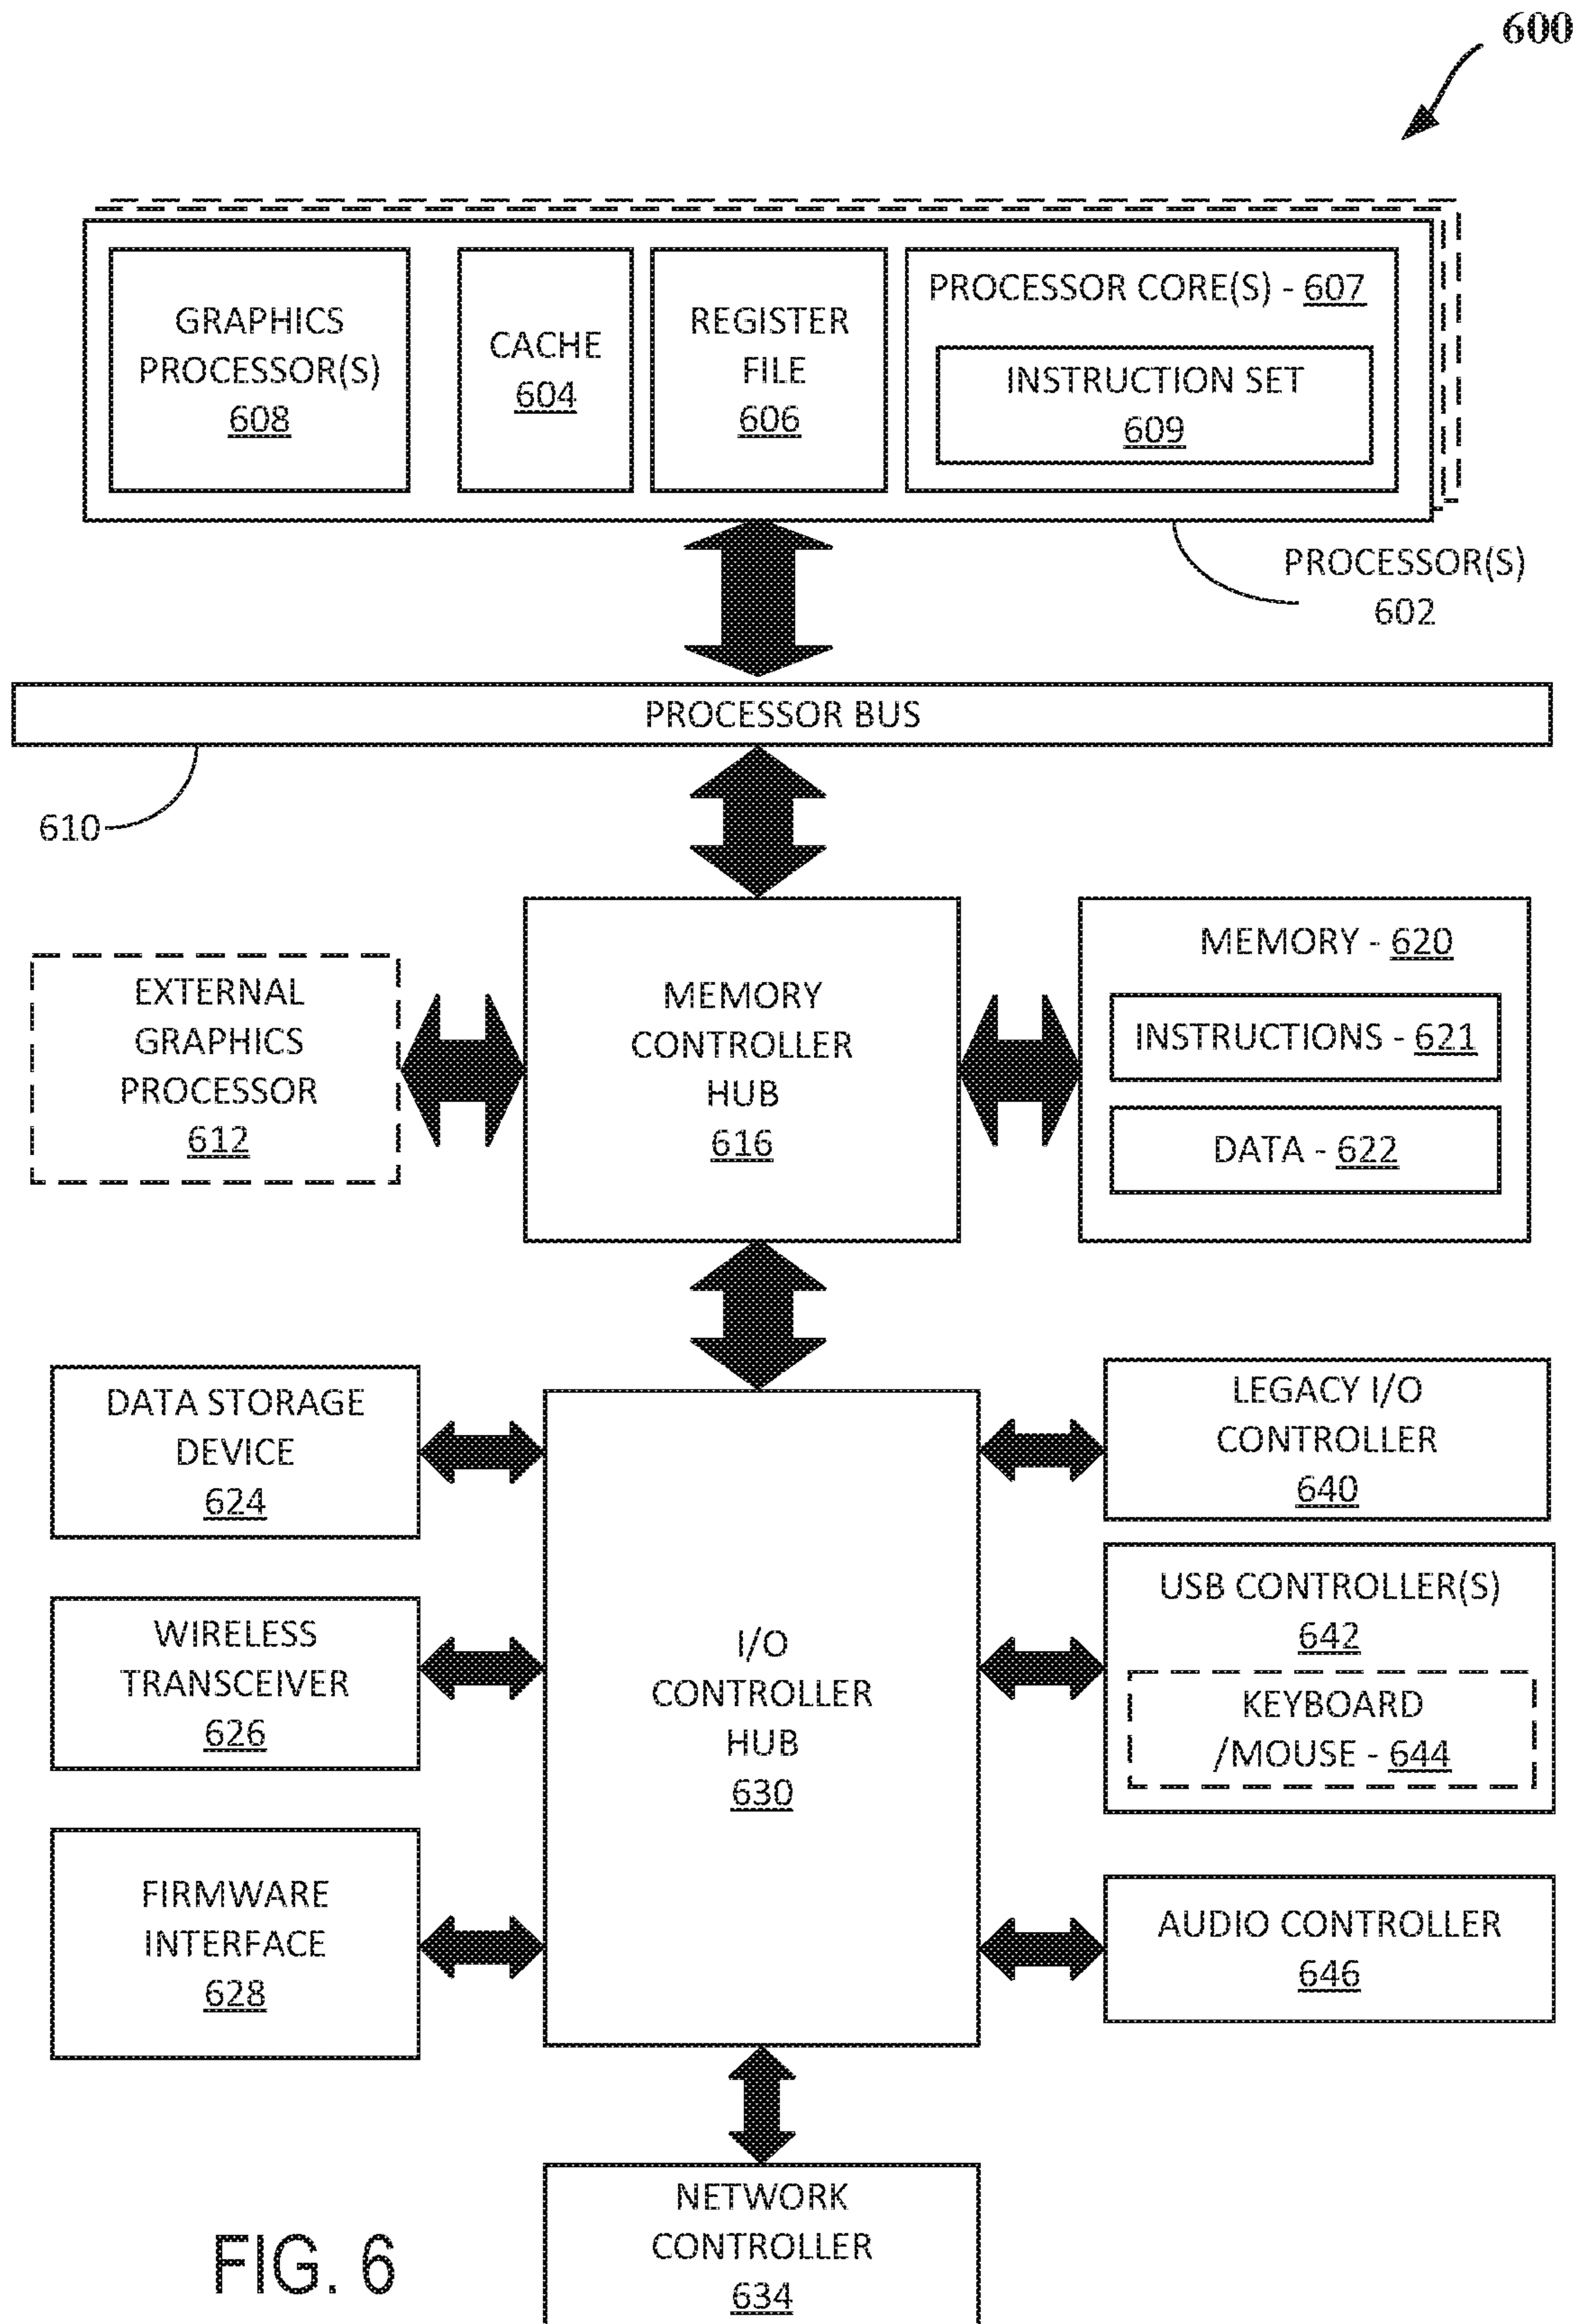 600
GRAPHICS
PROCESSOR(S)
608
CACHE
604
REGISTER
FILE
606
PROCESSOR CORE(S) - 607
INSTRUCTION SET
609
PROCESSOR(S)
602
PROCESSOR BUS
610
EXTERNAL
GRAPHICS
PROCESSOR
612
MEMORY
CONTROLLER
HUB
616
MEMORY - 620
INSTRUCTIONS - 621
DATA - 622
DATA STORAGE
DEVICE
624
WIRELESS
TRANSCEIVER
626
FIRMWARE
INTERFACE
628
I/O
CONTROLLER
HUB
630
LEGACY I/O
CONTROLLER
640
USB CONTROLLER(S)
642
KEYBOARD
/MOUSE - 644
AUDIO CONTROLLER
646
NETWORK
CONTROLLER
634
FIG. 6